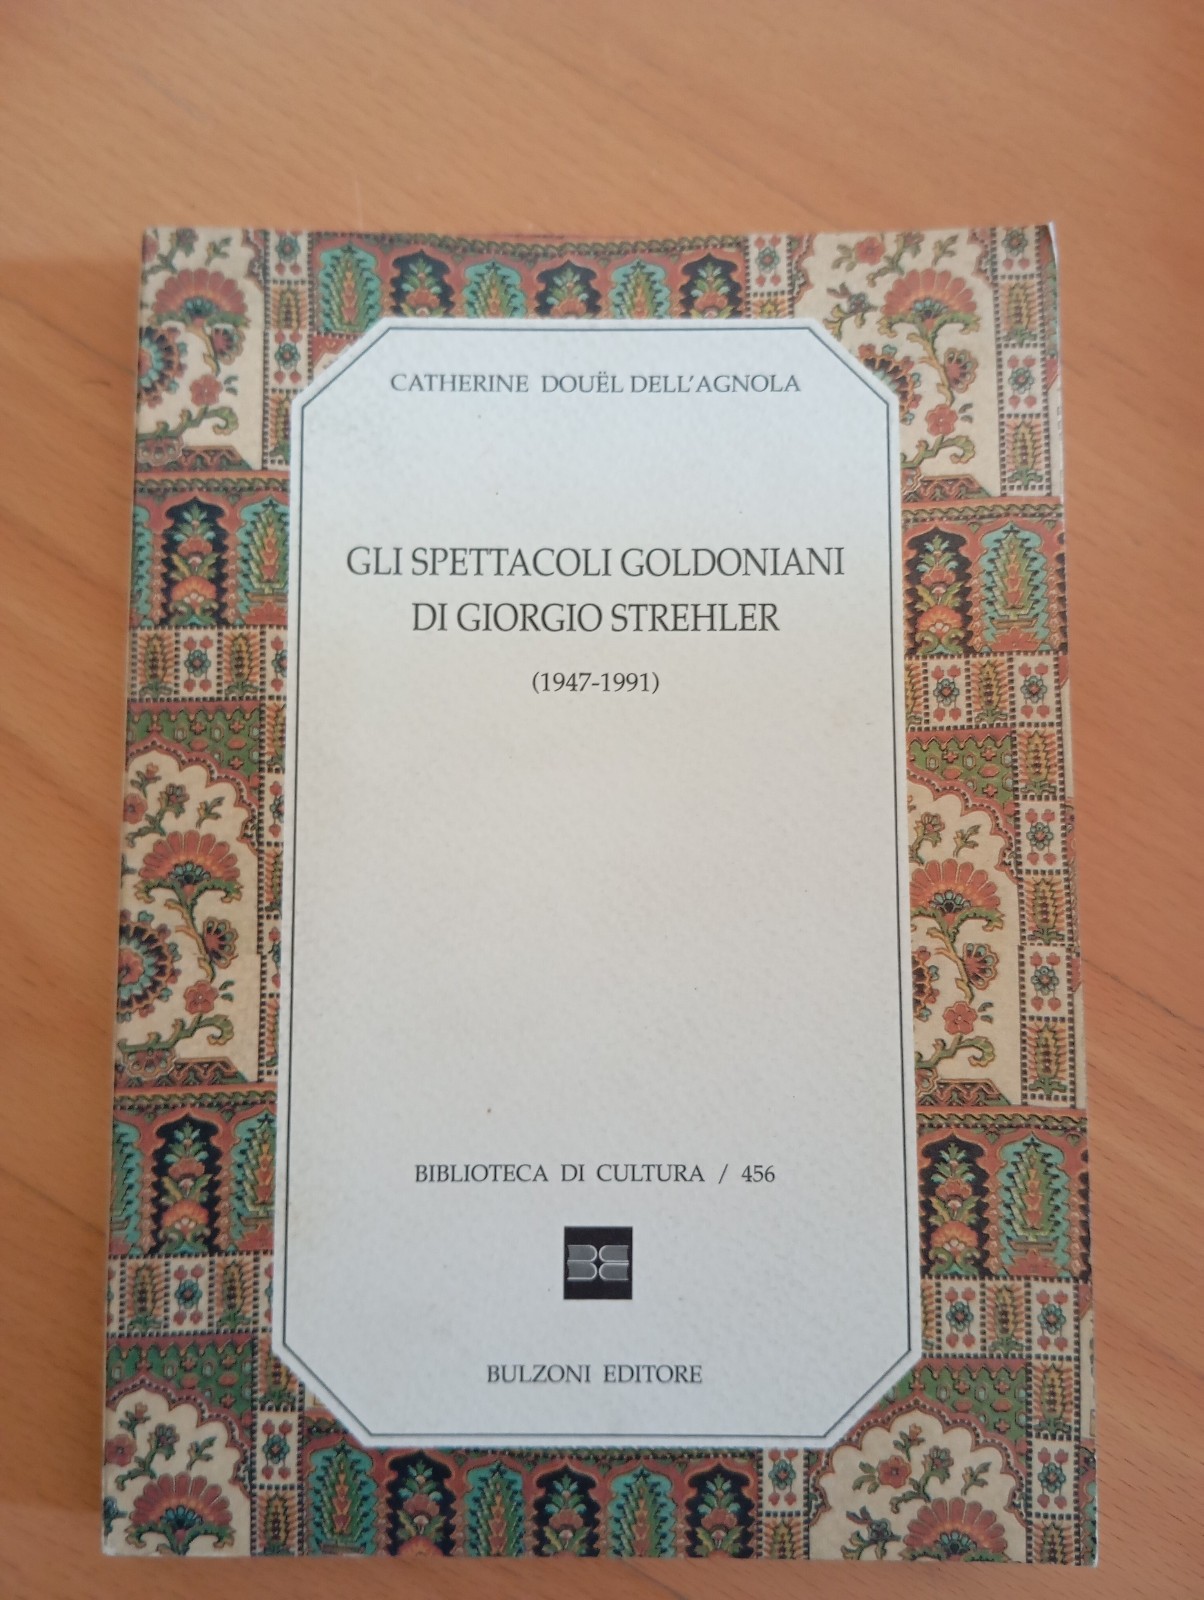 CATHERINE DOUËL DELL'AGNOLA
GLI SPETTACOLI GOLDONIANI
DI GIORGIO STREHLER
(1947-1991)
BIBLIOTECA DI CULTURA / 456
BULZONI EDITORE